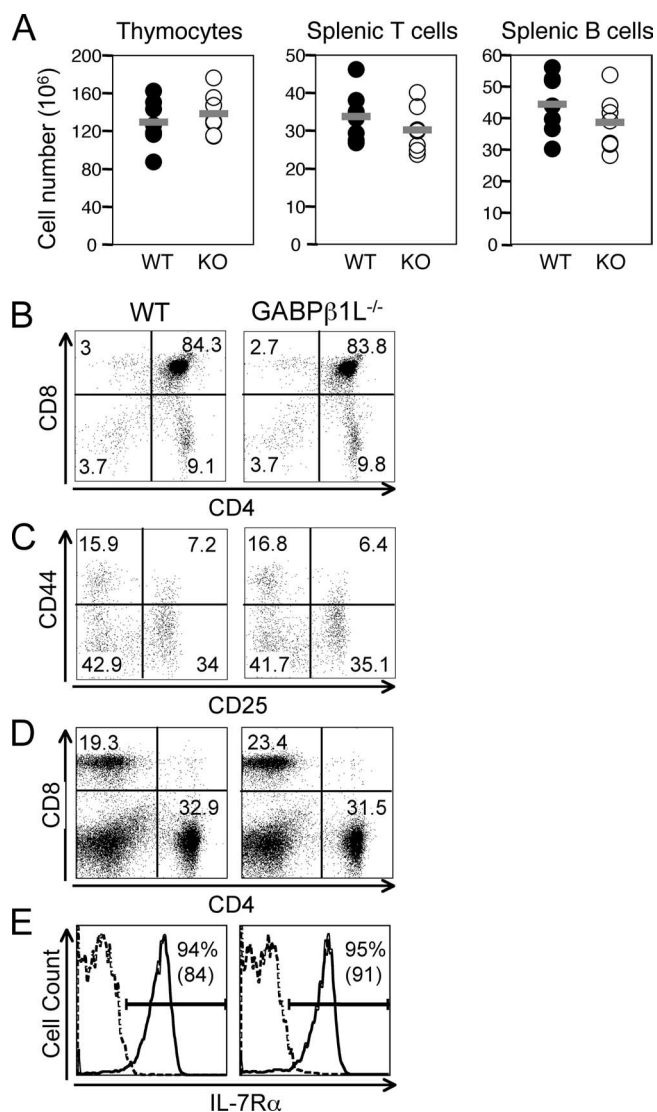 A
Thymocytes Splenic T cells Splenic B cells
Cell number (10⁶)
200
160
120
80
40
0
WT KO
50
40
30
20
10
0
WT KO
60
50
40
30
20
10
0
WT KO
B
WT GABPβ1L-/-
CD8
3 84.3
3.7 9.1
2.7 83.8
3.7 9.8
CD4
C
CD44
15.9 7.2
42.9 34
16.8 6.4
41.7 35.1
CD25
D
CD8
19.3
32.9
23.4
31.5
CD4
E
Cell Count
94%
(84)
95%
(91)
IL-7Rα